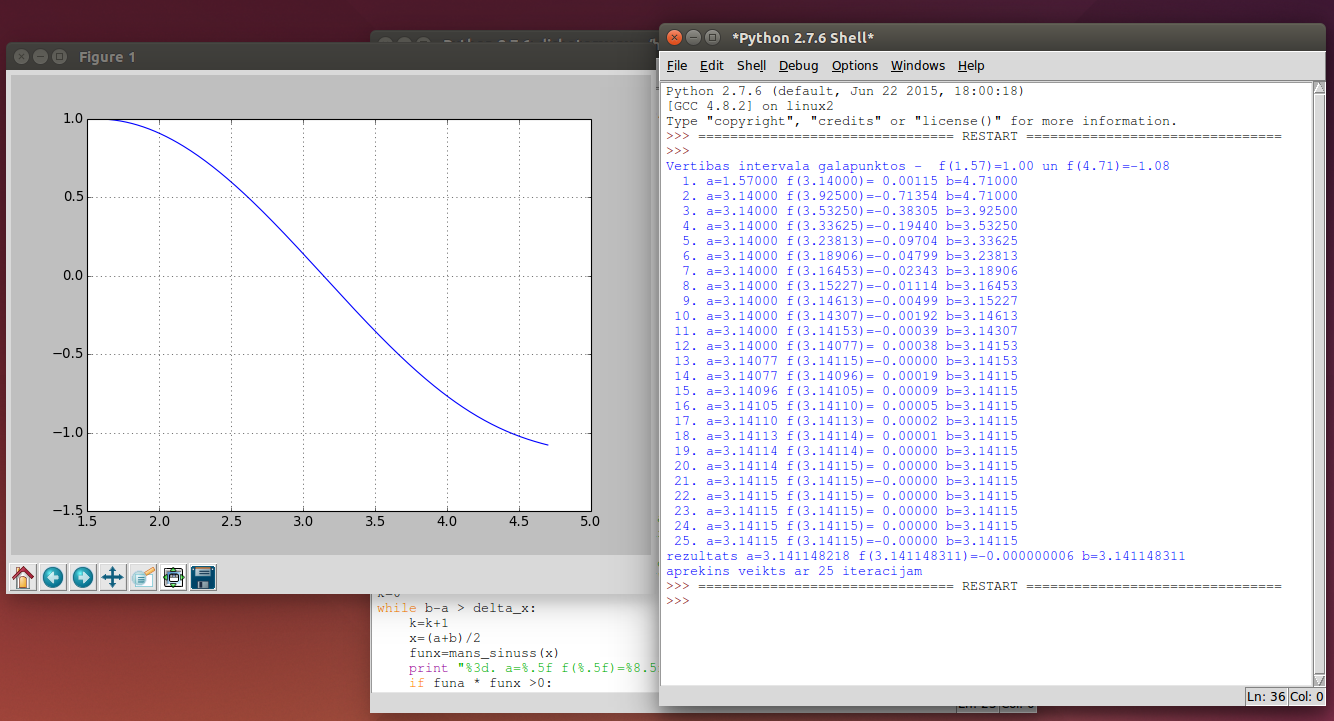 Figure 1
1.0
0.5
0.0
−0.5
−1.0
−1.5
1.5 2.0 2.5 3.0 3.5 4.0 4.5 5.0
while b-a > delta_x:
k=k+1
x=(a+b)/2
funx=mans_sinuss(x)
print "%3d. a=%.5f f(%.5f)=%8.5
if funa * funx >0:
*Python 2.7.6 Shell*
File Edit Shell Debug Options Windows Help
Python 2.7.6 (default, Jun 22 2015, 18:00:18)
[GCC 4.8.2] on linux2
Type "copyright", "credits" or "license()" for more information.
>>> ================================ RESTART ================================
>>>
Vertibas intervala galapunktos -  f(1.57)=1.00 un f(4.71)=-1.08
1. a=1.57000 f(3.14000)= 0.00115 b=4.71000
2. a=3.14000 f(3.92500)=-0.71354 b=4.71000
3. a=3.14000 f(3.53250)=-0.38305 b=3.92500
4. a=3.14000 f(3.33625)=-0.19440 b=3.53250
5. a=3.14000 f(3.23813)=-0.09704 b=3.33625
6. a=3.14000 f(3.18906)=-0.04799 b=3.23813
7. a=3.14000 f(3.16453)=-0.02343 b=3.18906
8. a=3.14000 f(3.15227)=-0.01114 b=3.16453
9. a=3.14000 f(3.14613)=-0.00499 b=3.15227
10. a=3.14000 f(3.14307)=-0.00192 b=3.14613
11. a=3.14000 f(3.14153)=-0.00039 b=3.14307
12. a=3.14000 f(3.14077)= 0.00038 b=3.14153
13. a=3.14077 f(3.14115)=-0.00000 b=3.14153
14. a=3.14077 f(3.14096)= 0.00019 b=3.14115
15. a=3.14096 f(3.14105)= 0.00009 b=3.14115
16. a=3.14105 f(3.14110)= 0.00005 b=3.14115
17. a=3.14110 f(3.14113)= 0.00002 b=3.14115
18. a=3.14113 f(3.14114)= 0.00001 b=3.14115
19. a=3.14114 f(3.14114)= 0.00000 b=3.14115
20. a=3.14114 f(3.14115)= 0.00000 b=3.14115
21. a=3.14115 f(3.14115)=-0.00000 b=3.14115
22. a=3.14115 f(3.14115)= 0.00000 b=3.14115
23. a=3.14115 f(3.14115)= 0.00000 b=3.14115
24. a=3.14115 f(3.14115)= 0.00000 b=3.14115
25. a=3.14115 f(3.14115)=-0.00000 b=3.14115
rezultats a=3.141148218 f(3.141148311)=-0.000000006 b=3.141148311
aprekins veikts ar 25 iteracijam
>>> ================================ RESTART ================================
>>>
Ln: 36 Col: 0